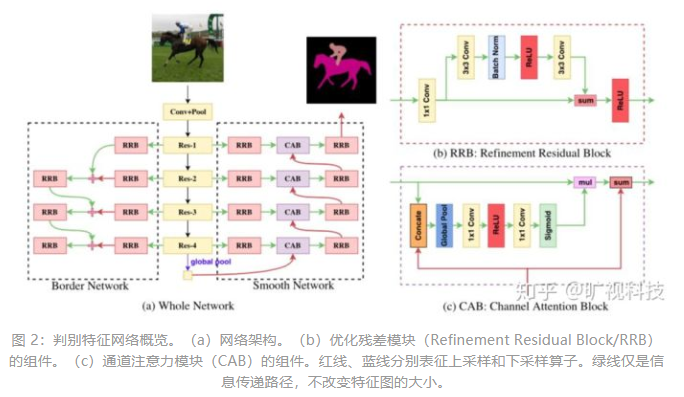 Conv+Pool
RRB
Res-1
RRB
CAB
RRB
RRB
RRB
Res-2
RRB
CAB
RRB
RRB
RRB
Res-3
RRB
CAB
RRB
RRB
RRB
Res-4
RRB
CAB
RRB
global pool
Border Network
Smooth Network
(a) Whole Network
1x1 Conv
3x3 Conv
Batch Norm
ReLU
3x3 Conv
sum
ReLU
(b) RRB: Refinement Residual Block
Concate
Global Pool
1x1 Conv
ReLU
1x1 Conv
Sigmoid
mul
sum
知乎 @旷视科技
(c) CAB: Channel Attention Block
图 2：判别特征网络概览。（a）网络架构。（b）优化残差模块（Refinement Residual Block/RRB）
的组件。（c）通道注意力模块（CAB）的组件。红线、蓝线分别表征上采样和下采样算子。绿线仅是信
息传递路径，不改变特征图的大小。